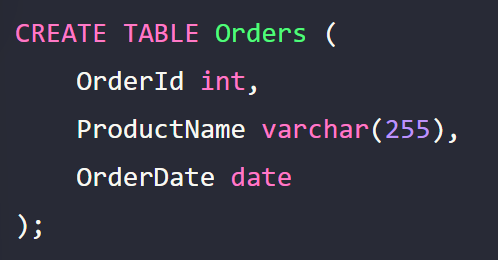 CREATE TABLE Orders (
    OrderId int,
    ProductName varchar(255),
    OrderDate date
);